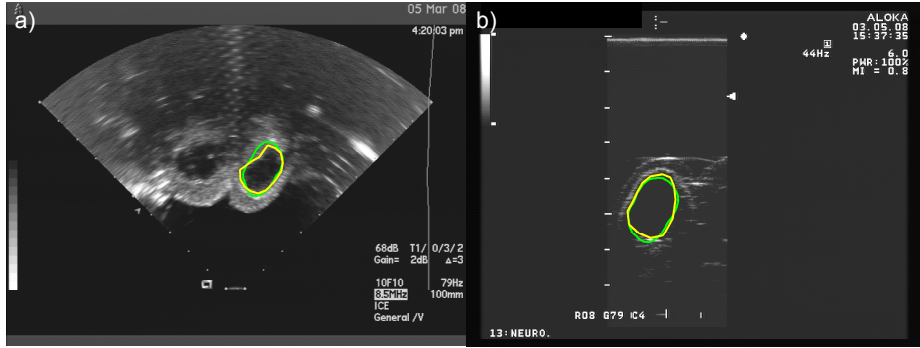 a)
05 Mar 08
4:20:03 pm
68dB T1/ 0/3/2
Gain= 2dB Δ=3
10F10 79Hz
8.5MHz 100mm
ICE
General /V
b)
ALOKA
03.05.08
15:37:35
1
44Hz 6.0
PWR:100%
MI = 0.8
R08 G79 C4
13:NEURO.